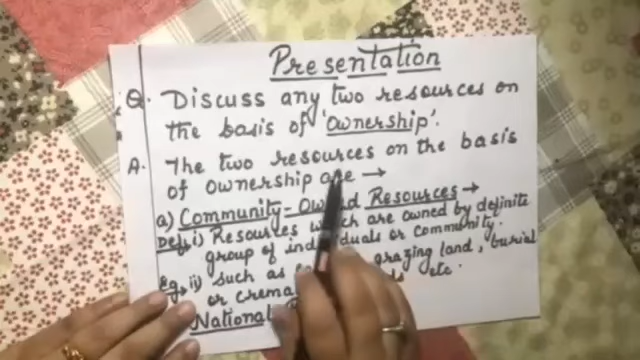 Presentation
Q. Discuss any two resources on
the basis of 'ownership'.
A. The two resources on the basis
of ownership are →
a) Community-Owned Resources →
Def. i) Resources which are owned by definite
group of individuals or community.
Eg. ii) Such as grazing land, burial
or etc.
National